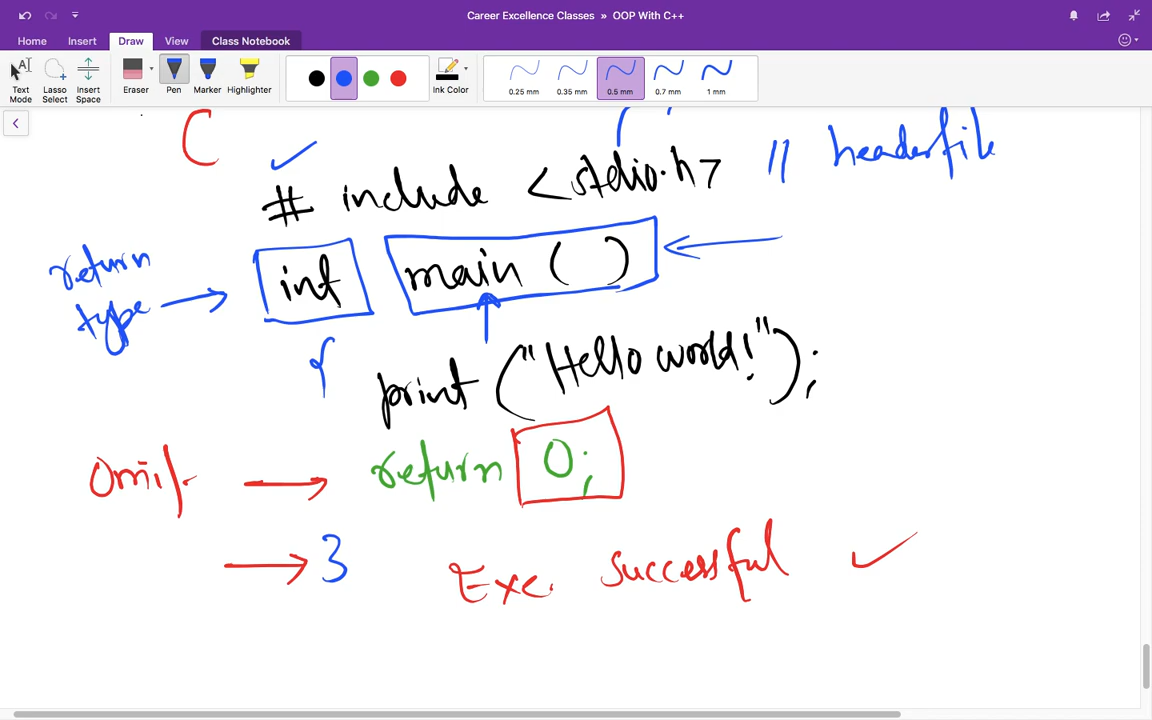 Career Excellence Classes » OOP With C++
Home Insert Draw View Class Notebook
Text Mode Lasso Select Insert Space Eraser Pen Marker Highlighter Ink Color 0.25 mm 0.35 mm 0.5 mm 0.7 mm 1 mm
C
# include <stdio.h> // headerfile
return type → int main ( ) ←
{
print ("Hello world!");
Omit → return 0;
→ } Exe. Successful ✓